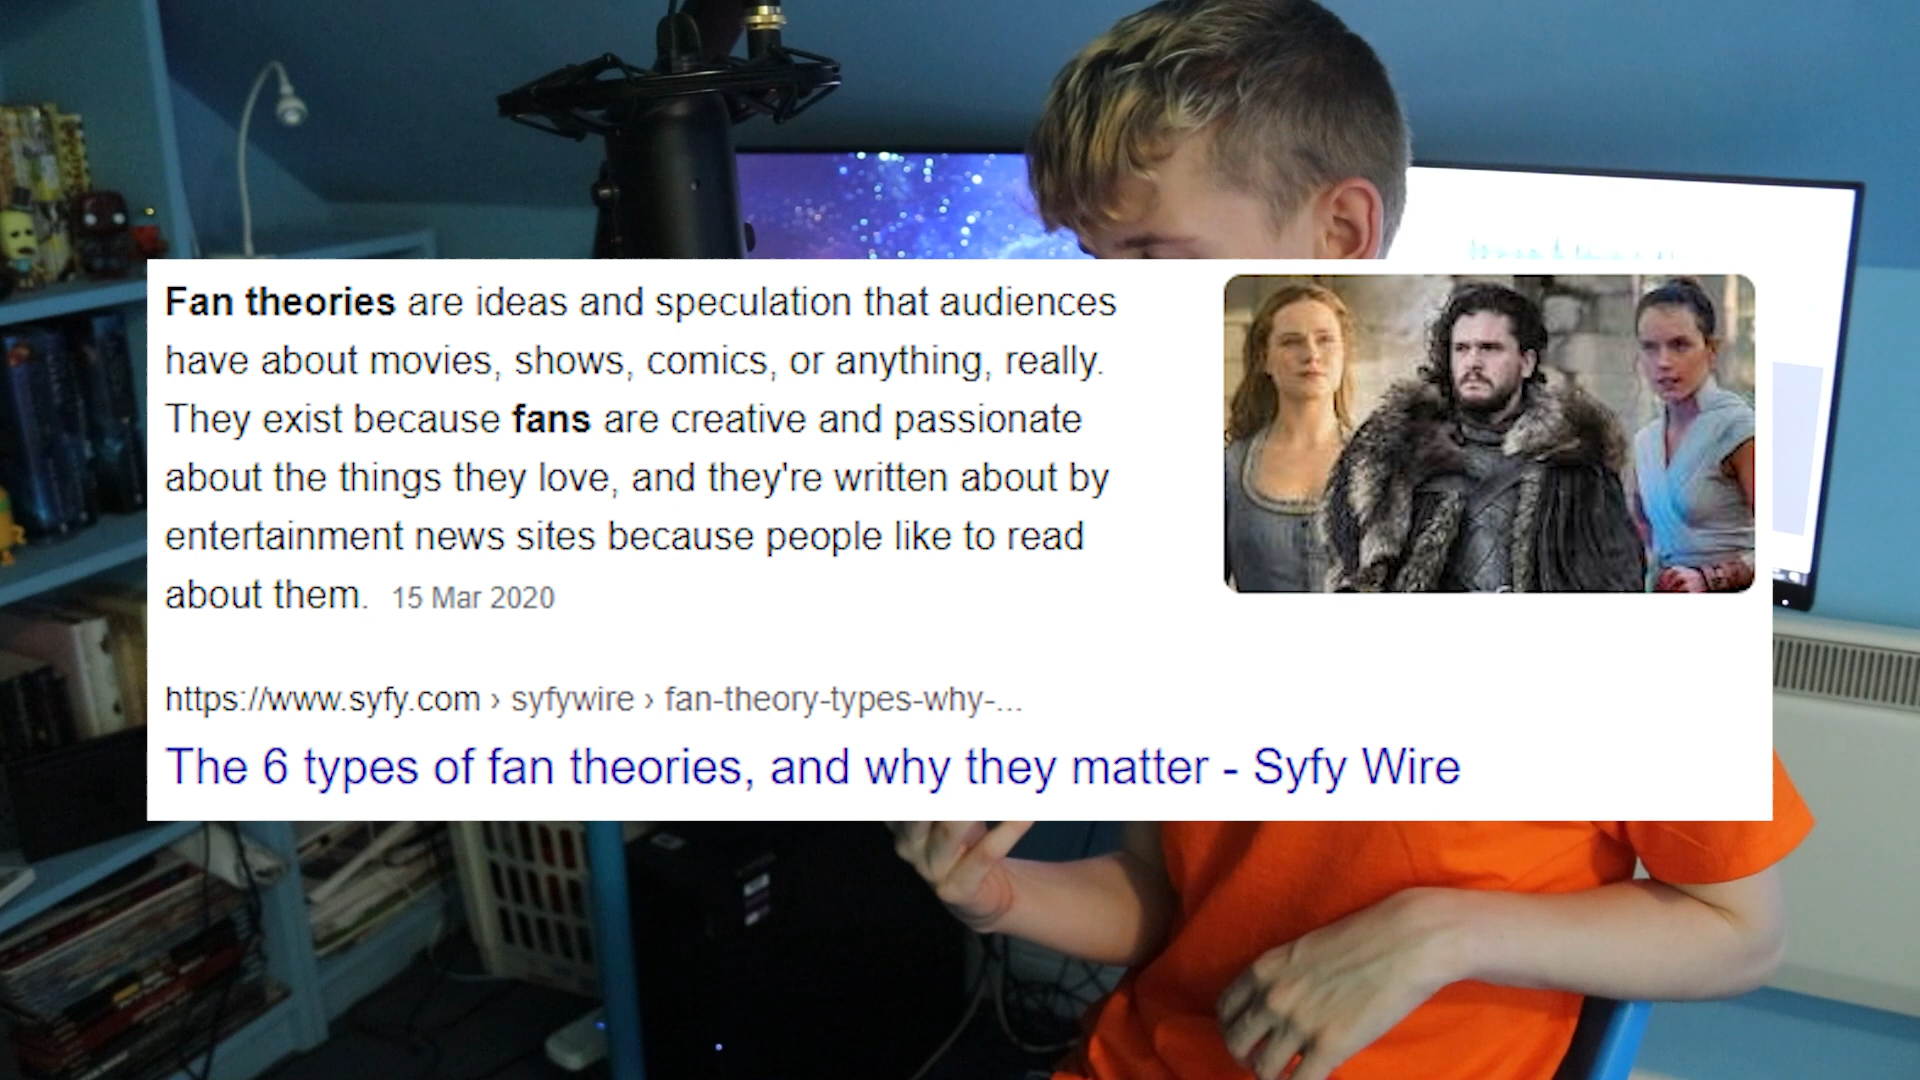 Fan theories are ideas and speculation that audiences
have about movies, shows, comics, or anything, really.
They exist because fans are creative and passionate
about the things they love, and they're written about by
entertainment news sites because people like to read
about them. 15 Mar 2020
https://www.syfy.com › syfywire › fan-theory-types-why-...
The 6 types of fan theories, and why they matter - Syfy Wire